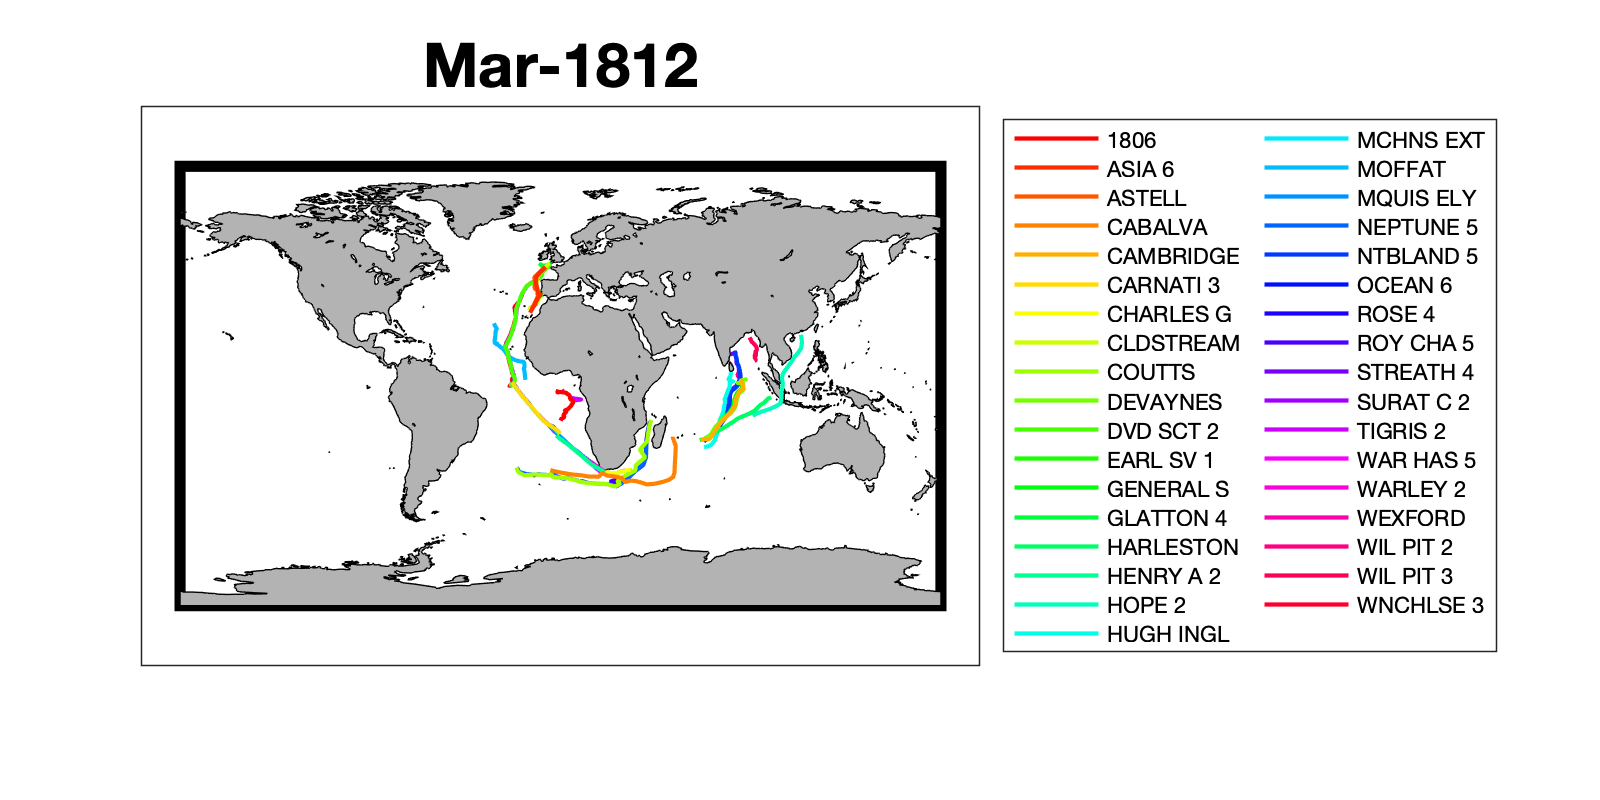 Mar-1812
1806
ASIA 6
ASTELL
CABALVA
CAMBRIDGE
CARNATI 3
CHARLES G
CLDSTREAM
COUTTS
DEVAYNES
DVD SCT 2
EARL SV 1
GENERAL S
GLATTON 4
HARLESTON
HENRY A 2
HOPE 2
HUGH INGL
MCHNS EXT
MOFFAT
MQUIS ELY
NEPTUNE 5
NTBLAND 5
OCEAN 6
ROSE 4
ROY CHA 5
STREATH 4
SURAT C 2
TIGRIS 2
WAR HAS 5
WARLEY 2
WEXFORD
WIL PIT 2
WIL PIT 3
WNCHLSE 3